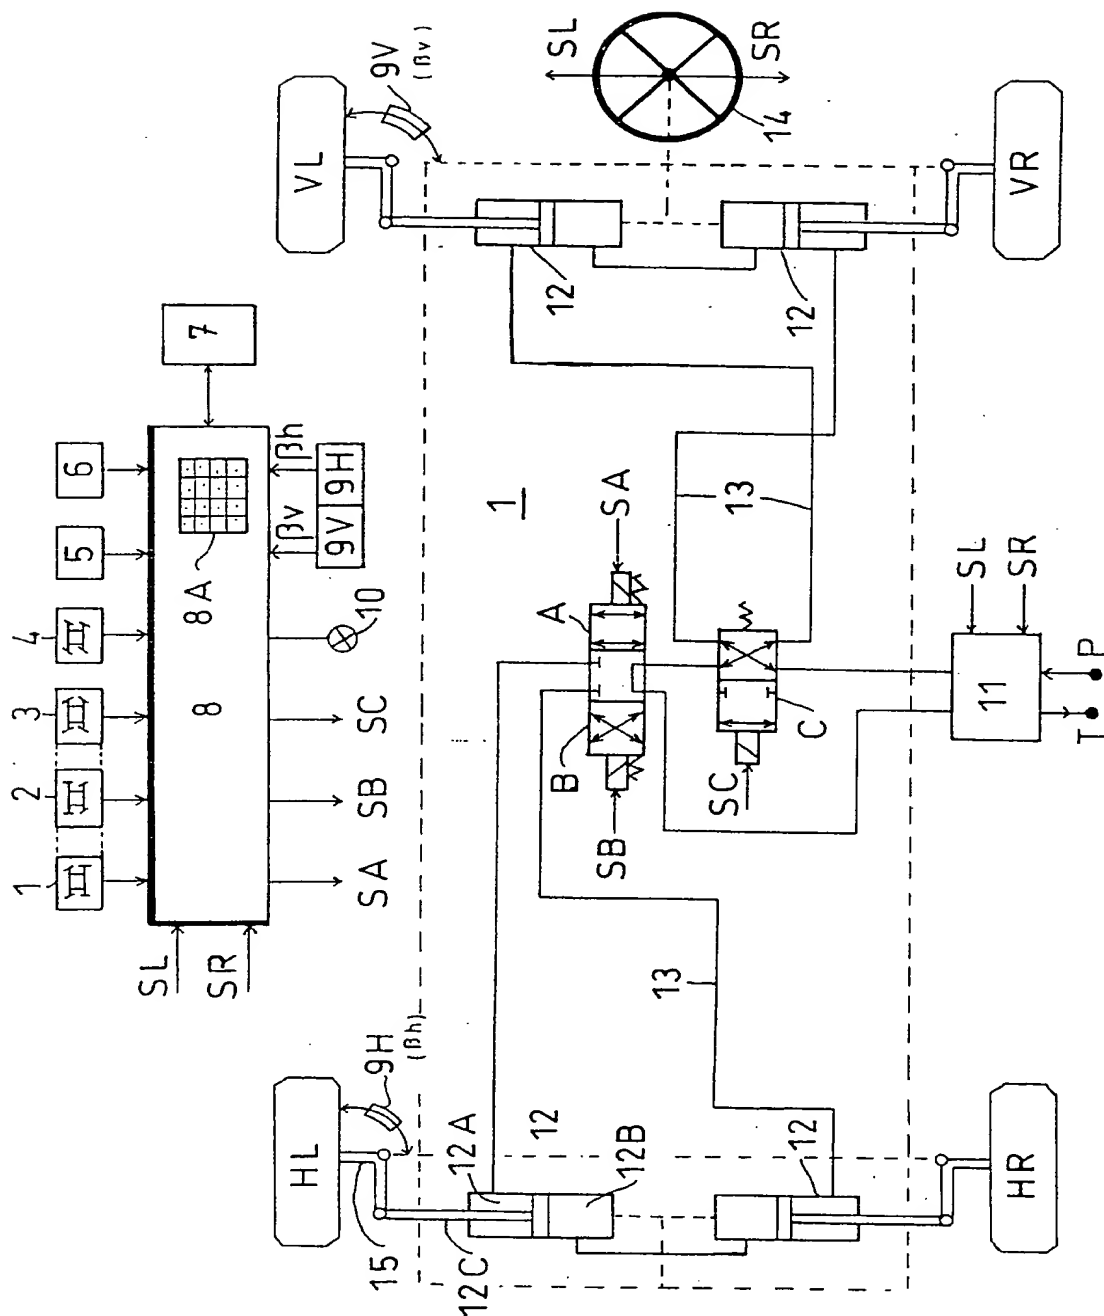 1
2
3
4
5
6
7
8
8A
SL
SR
SA
SB
SC
10
βv
βh
9V
9H
HL
9H
(βh)
15
12C
12A
12
12B
12
HR
13
VL
9V
(βv)
12
12
VR
SL
SR
14
1
A
SA
B
SB
C
SC
13
11
SL
SR
T
P